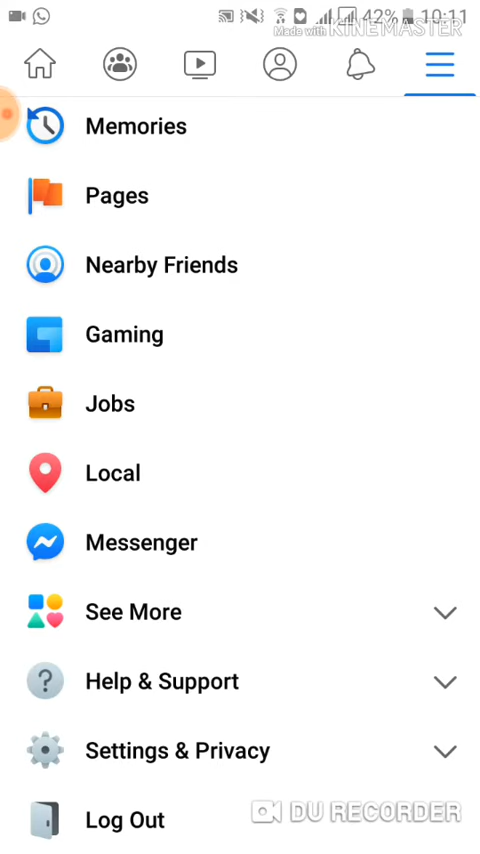 42% 10:11
Made with KINEMASTER
Memories
Pages
Nearby Friends
Gaming
Jobs
Local
Messenger
See More
Help & Support
Settings & Privacy
Log Out
DU RECORDER